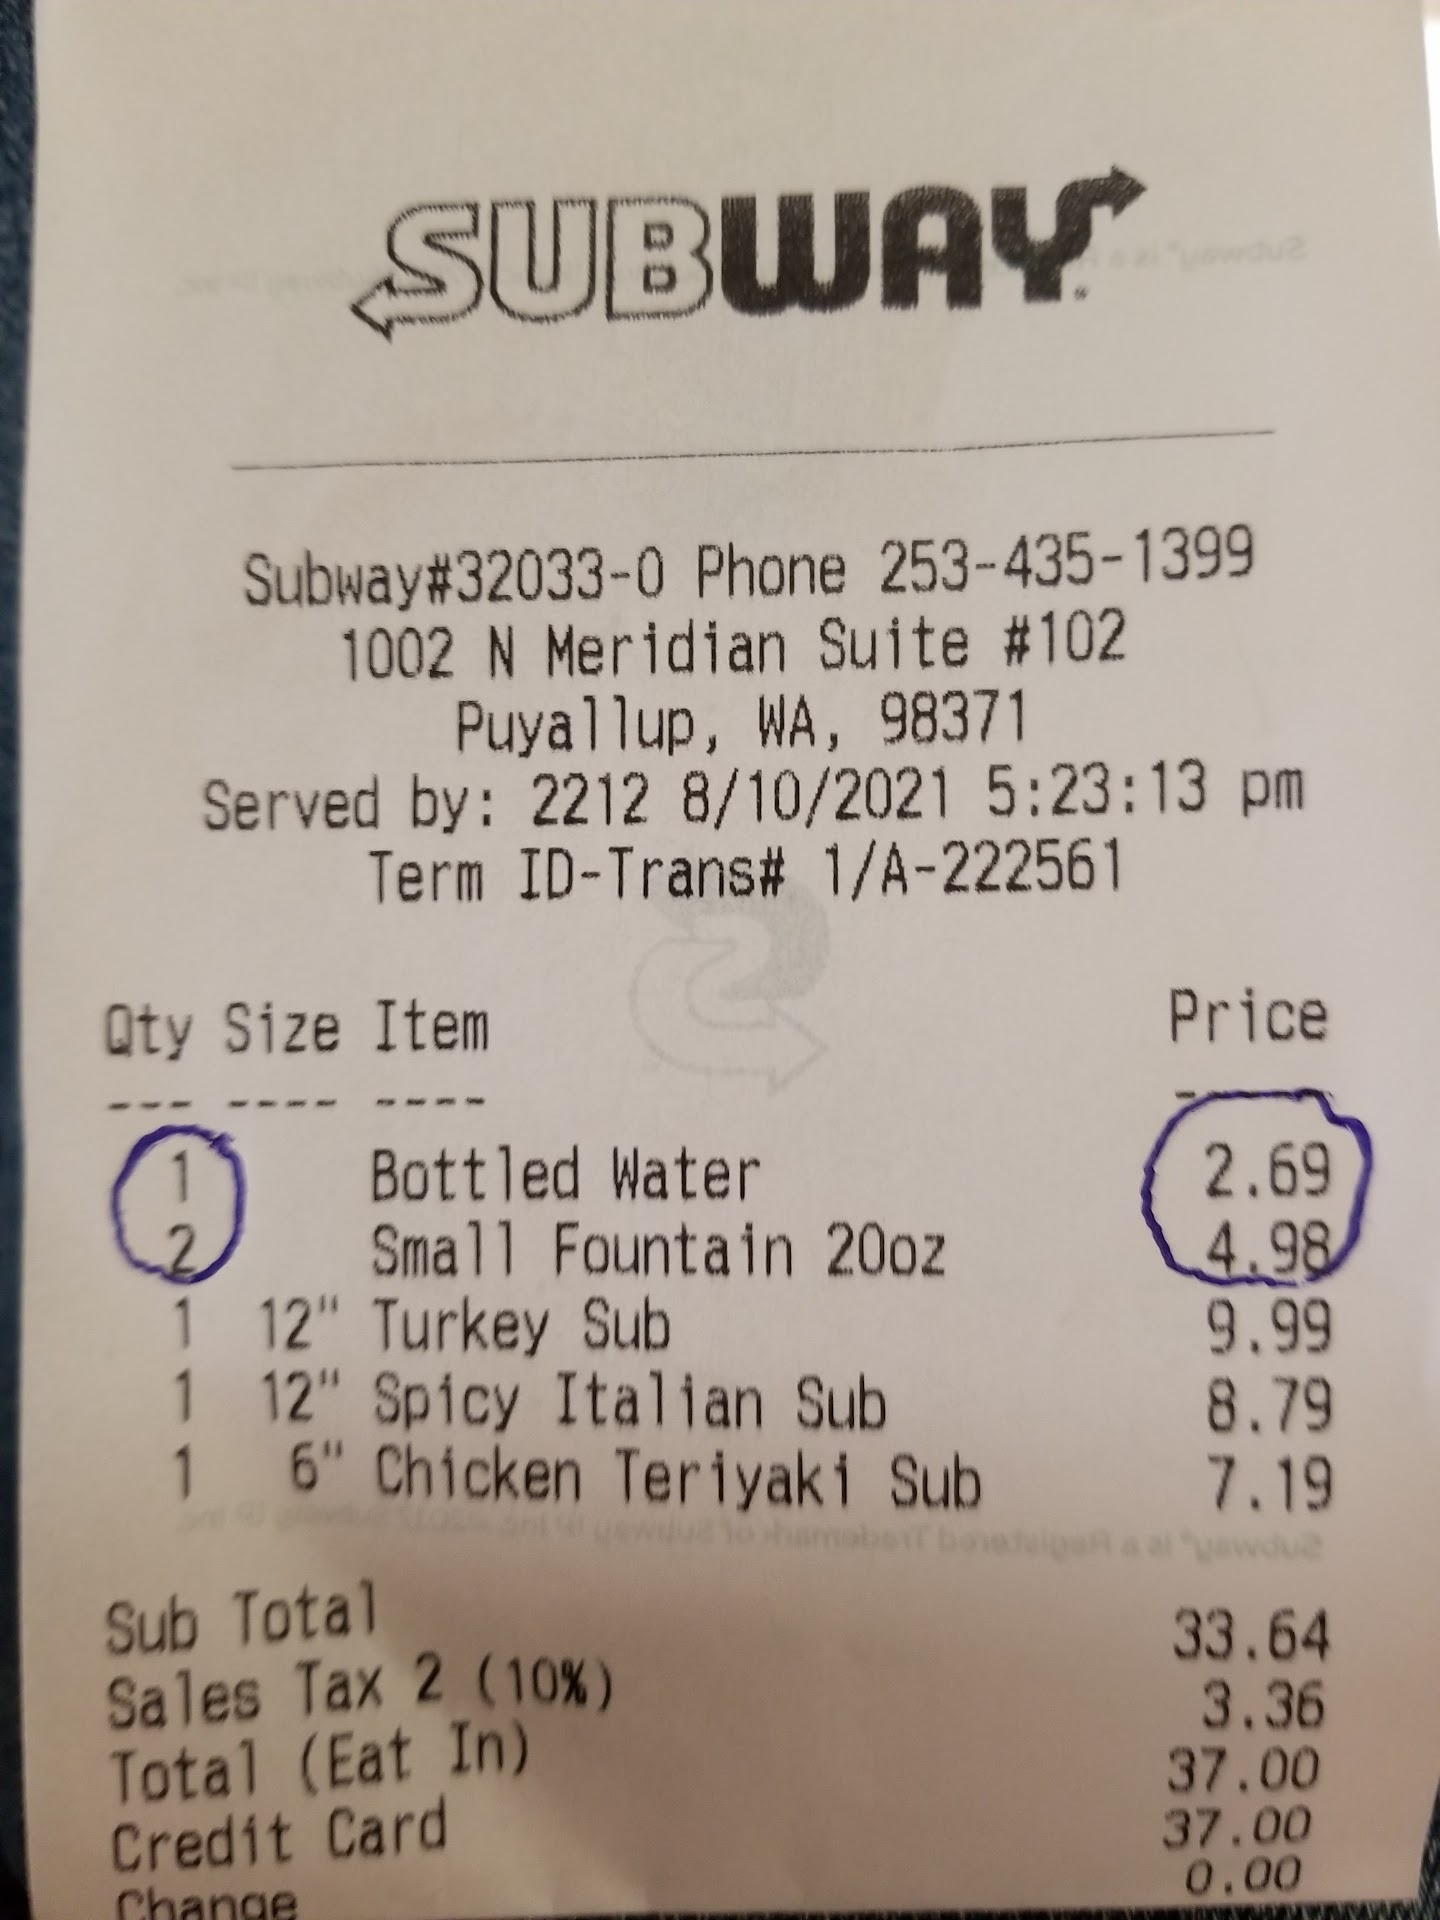 SUBWAY
Subway#32033-0 Phone 253-435-1399
1002 N Meridian Suite #102
Puyallup, WA, 98371
Served by: 2212 8/10/2021 5:23:13 pm
Term ID-Trans# 1/A-222561
Qty Size Item Price
--- ---- ---- -----
1 Bottled Water 2.69
2 Small Fountain 20oz 4.98
1 12" Turkey Sub 9.99
1 12" Spicy Italian Sub 8.79
1 6" Chicken Teriyaki Sub 7.19
Sub Total 33.64
Sales Tax 2 (10%) 3.36
Total (Eat In) 37.00
Credit Card 37.00
Change 0.00